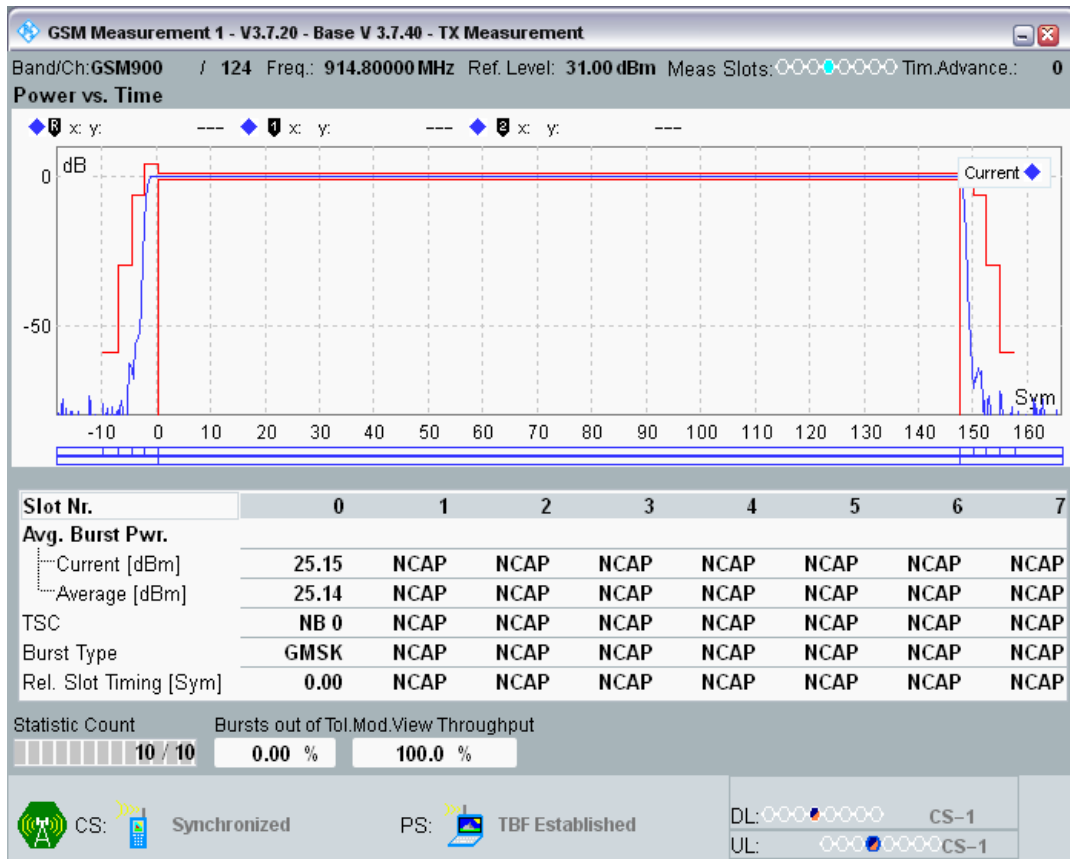 GSM Measurement 1 - V3.7.20 - Base V 3.7.40 - TX Measurement
Band/Ch:GSM900 / 124 Freq.: 914.80000 MHz Ref. Level: 31.00 dBm Meas Slots: Tim.Advance.: 0
Power vs. Time
R x: y: --- 1 x: y: --- 2 x: y: ---
dB
Current
0
-50
Sym
-10 0 10 20 30 40 50 60 70 80 90 100 110 120 130 140 150 160
Slot Nr. 0 1 2 3 4 5 6 7
Avg. Burst Pwr.
Current [dBm] 25.15 NCAP NCAP NCAP NCAP NCAP NCAP NCAP
Average [dBm] 25.14 NCAP NCAP NCAP NCAP NCAP NCAP NCAP
TSC NB 0 NCAP NCAP NCAP NCAP NCAP NCAP NCAP
Burst Type GMSK NCAP NCAP NCAP NCAP NCAP NCAP NCAP
Rel. Slot Timing [Sym] 0.00 NCAP NCAP NCAP NCAP NCAP NCAP NCAP
Statistic Count Bursts out of Tol. Mod.View Throughput
10 / 10 0.00 % 100.0 %
CS: Synchronized PS: TBF Established DL: CS-1
UL: CS-1